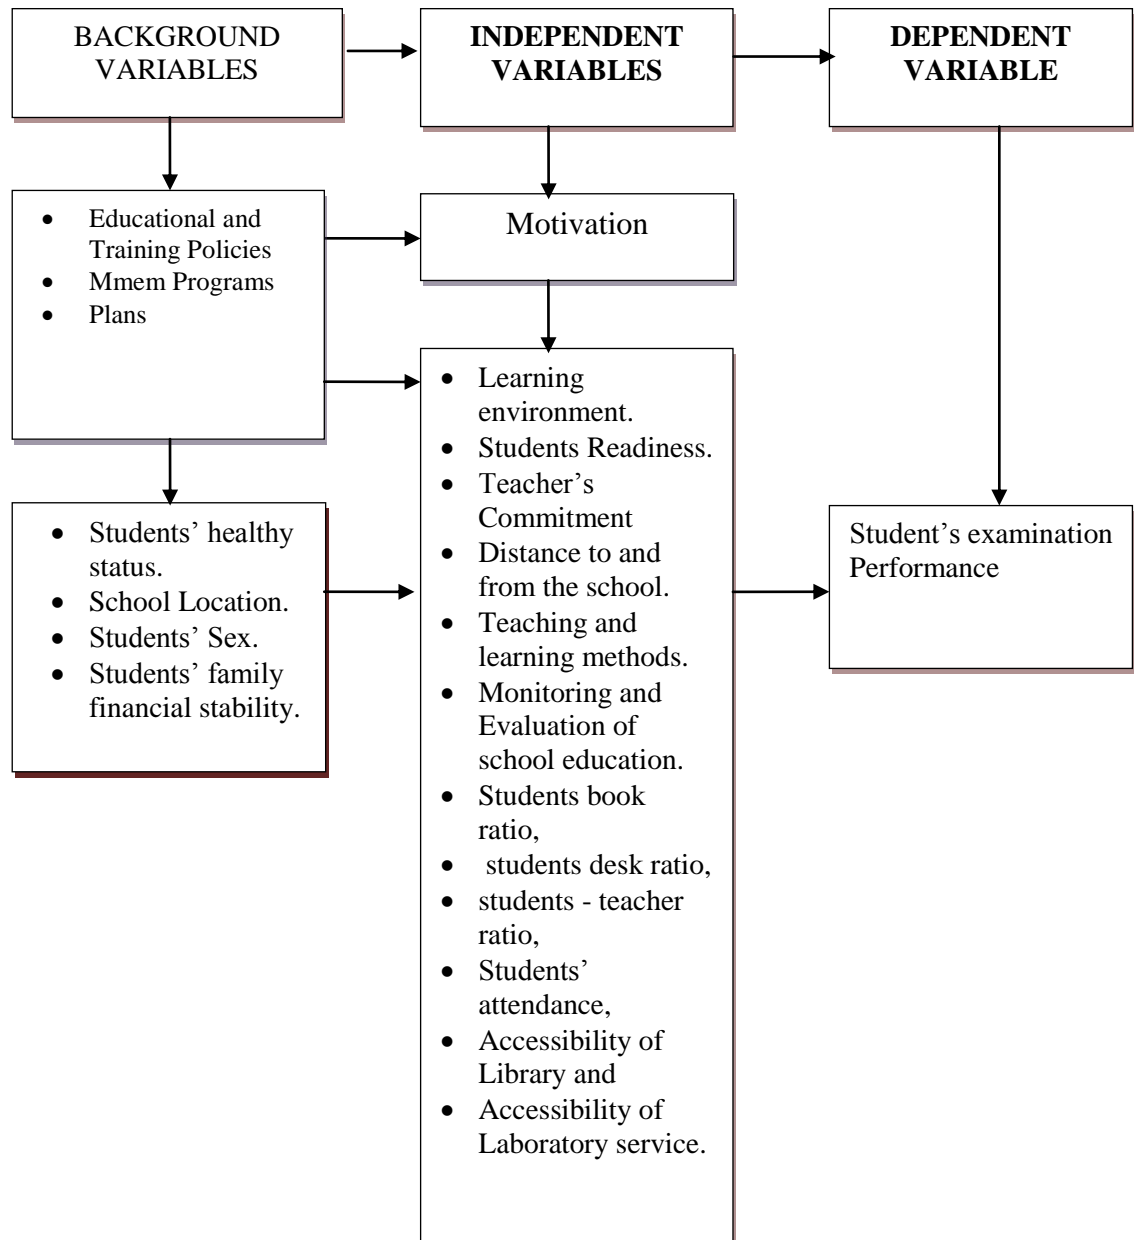 BACKGROUND
VARIABLES
INDEPENDENT
VARIABLES
DEPENDENT
VARIABLE
• Educational and
Training Policies
• Mmem Programs
• Plans
Motivation
• Students’ healthy
status.
• School Location.
• Students’ Sex.
• Students’ family
financial stability.
• Learning
environment.
• Students Readiness.
• Teacher’s
Commitment
• Distance to and
from the school.
• Teaching and
learning methods.
• Monitoring and
Evaluation of
school education.
• Students book
ratio,
• students desk ratio,
• students - teacher
ratio,
• Students’
attendance,
• Accessibility of
Library and
• Accessibility of
Laboratory service.
Student’s examination
Performance